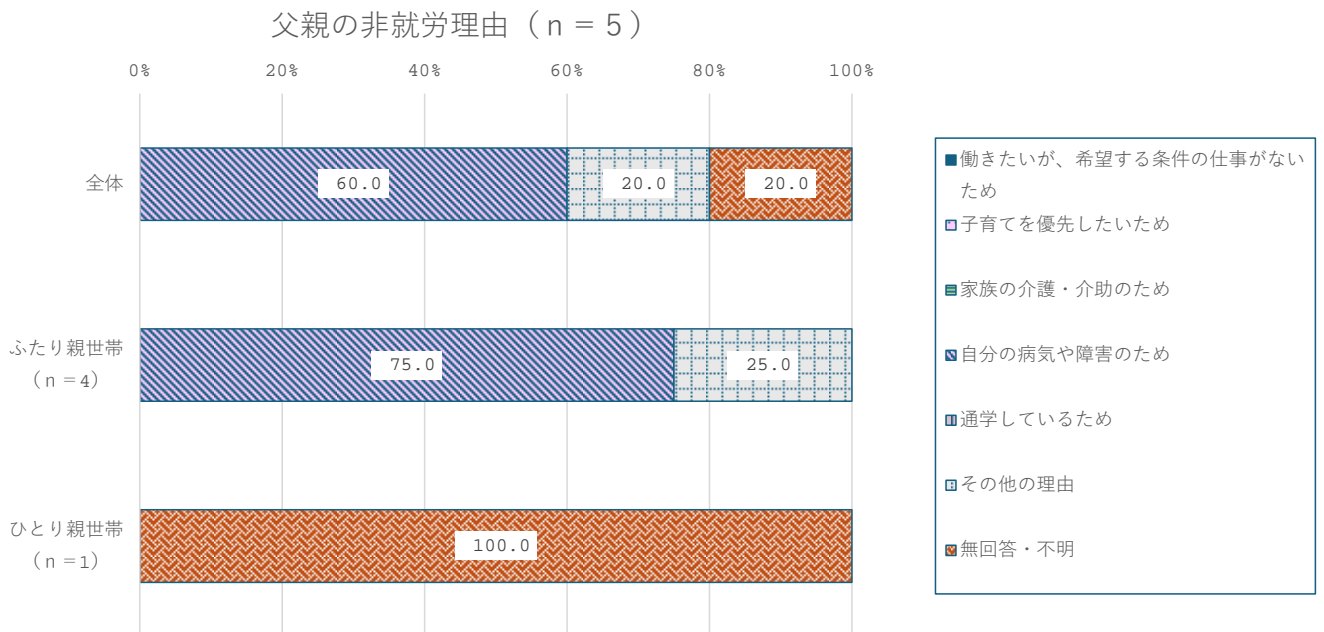 父親の非就労理由（ｎ＝５）
0% 20% 40% 60% 80% 100%
全体
60.0 20.0 20.0
ふたり親世帯
（ｎ=4）
75.0 25.0
ひとり親世帯
（ｎ=1）
100.0
働きたいが、希望する条件の仕事がない
ため
子育てを優先したいため
家族の介護・介助のため
自分の病気や障害のため
通学しているため
その他の理由
無回答・不明